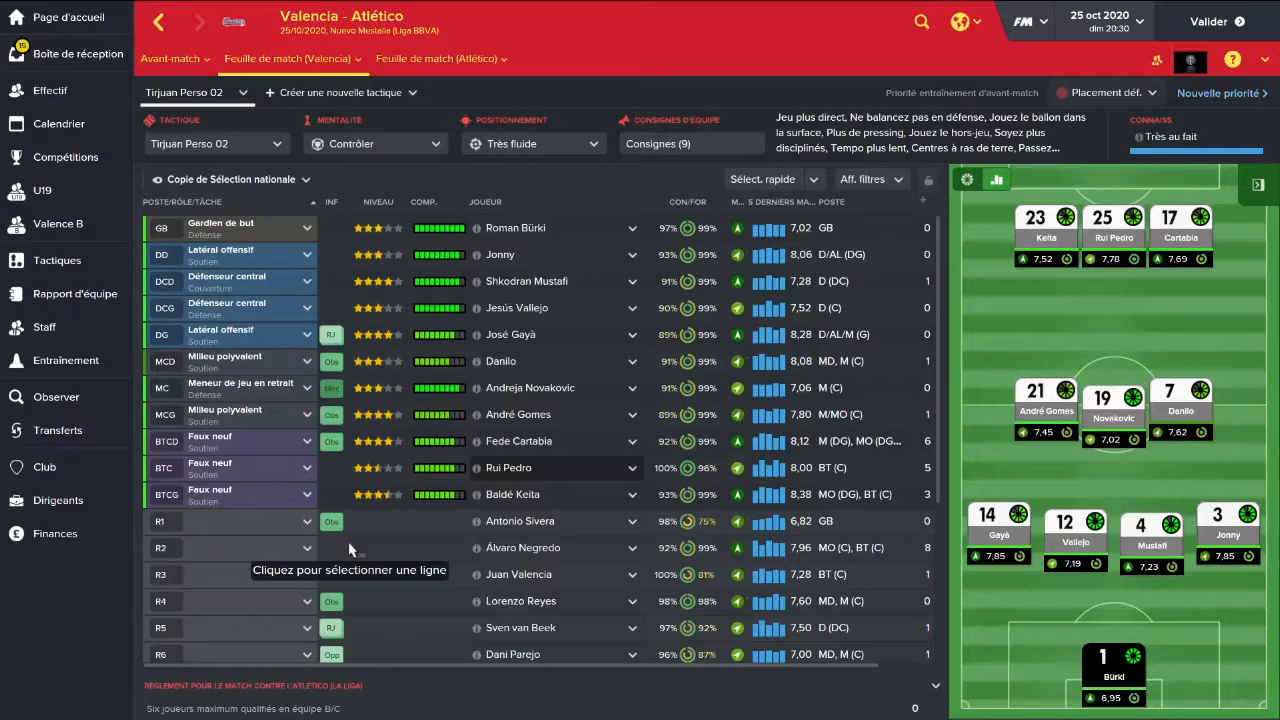 Page d'accueil
15
Boîte de réception
Effectif
Calendrier
Compétitions
U19
U19
Valence B
Tactiques
Rapport d'équipe
Staff
Entraînement
Observer
Transferts
Club
Dirigeants
Finances
Valencia - Atlético
25/10/2020, Nuevo Mestalla (Liga BBVA)
FM
25 oct 2020
dim 20:30
Valider
Avant-match
Feuille de match (Valencia)
Feuille de match (Atlético)
?
Tirjuan Perso 02
+ Créer une nouvelle tactique
Priorité entraînement d'avant-match
Placement déf.
Nouvelle priorité >
TACTIQUE
Tirjuan Perso 02
MENTALITÉ
Contrôler
POSITIONNEMENT
Très fluide
CONSIGNES D'ÉQUIPE
Consignes (9)
Jeu plus direct, Ne balancez pas en défense, Jouez le ballon dans
la surface, Plus de pressing, Jouez le hors-jeu, Soyez plus
disciplinés, Tempo plus lent, Centres à ras de terre, Passez...
CONNAISS.
Très au fait
Copie de Sélection nationale
Sélect. rapide
Aff. filtres
POSTE/RÔLE/TÂCHE INF NIVEAU COMP. JOUEUR CON/FOR M... 5 DERNIERS MA... POSTE +
GB Gardien de but Défense Roman Bürki 97% 99% 7,02 GB 0
DD Latéral offensif Soutien Jonny 93% 99% 8,06 D/AL (DG) 0
DCD Défenseur central Couverture Shkodran Mustafi 91% 99% 7,28 D (DC) 1
DCG Défenseur central Défense Jesús Vallejo 90% 99% 7,52 D (C) 0
DG Latéral offensif Soutien RJ José Gayà 89% 99% 8,28 D/AL/M (G) 0
MCD Milieu polyvalent Soutien Obs Danilo 91% 99% 8,08 MD, M (C) 1
MC Meneur de jeu en retrait Soutien Mec Andreja Novakovic 91% 99% 7,06 M (C) 0
MCG Milieu polyvalent Soutien Obs André Gomes 89% 99% 7,80 M/MO (C) 1
BTCD Faux neuf Soutien Obs Fede Cartabia 92% 99% 8,12 M (DG), MO (DG... 6
BTC Faux neuf Soutien Rui Pedro 100% 96% 8,00 BT (C) 5
BTCG Faux neuf Soutien Baldé Keita 93% 99% 8,38 MO (DG), BT (C) 3
R1 Obs Antonio Sivera 98% 75% 6,82 GB 0
R2 Álvaro Negredo 92% 99% 7,96 MO (C), BT (C) 8
Cliquez pour sélectionner une ligne
R3 Juan Valencia 100% 81% 7,28 BT (C) 1
R4 Obs Lorenzo Reyes 98% 98% 7,60 MD, M (C) 0
R5 RJ Sven van Beek 97% 92% 7,50 D (DC) 1
R6 Opp Dani Parejo 96% 87% 7,00 MD, M (C) 1
RÈGLEMENT POUR LE MATCH CONTRE L'ATLÉTICO (LA LIGA)
Six joueurs maximum qualifiés en équipe B/C 0
23 25 17
Keita Rui Pedro Cartabia
7,52 7,78 7,69
21 19 7
André Gomes Novakovic Danilo
7,45 7,02 7,62
14 12 4 3
Gayà Vallejo Mustafi Jonny
7,85 7,19 7,23 7,85
1
Bürki
6,95